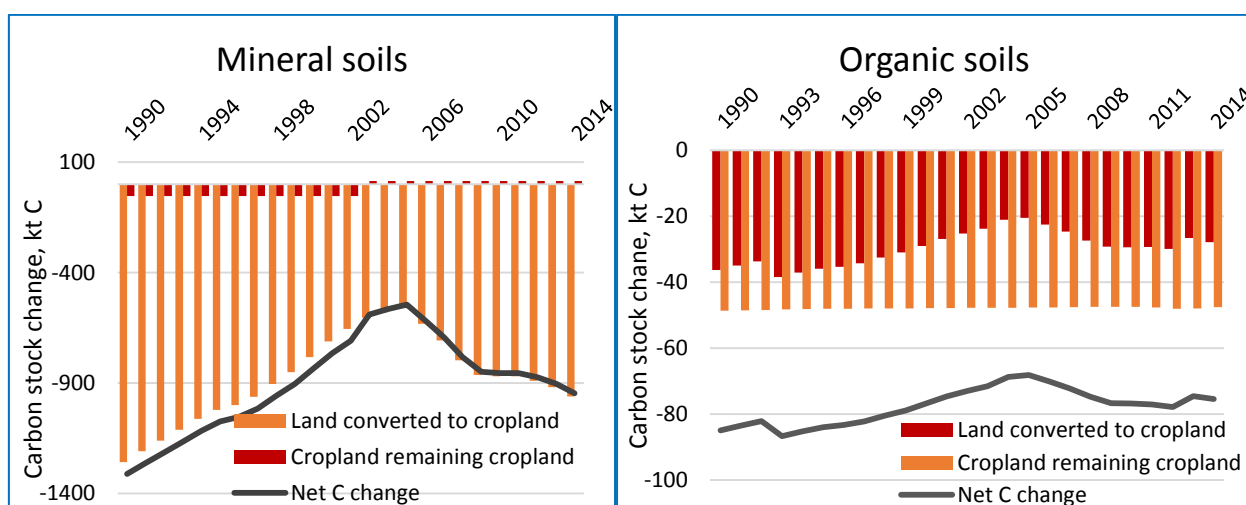 Mineral soils
1990
1994
1998
2002
2006
2010
2014
100
-400
-900
-1400
Carbon stock change, kt C
Land converted to cropland
Cropland remaining cropland
Net C change
Organic soils
1990
1993
1996
1999
2002
2005
2008
2011
2014
0
-20
-40
-60
-80
-100
Carbon stock chane, kt C
Land converted to cropland
Cropland remaining cropland
Net C change